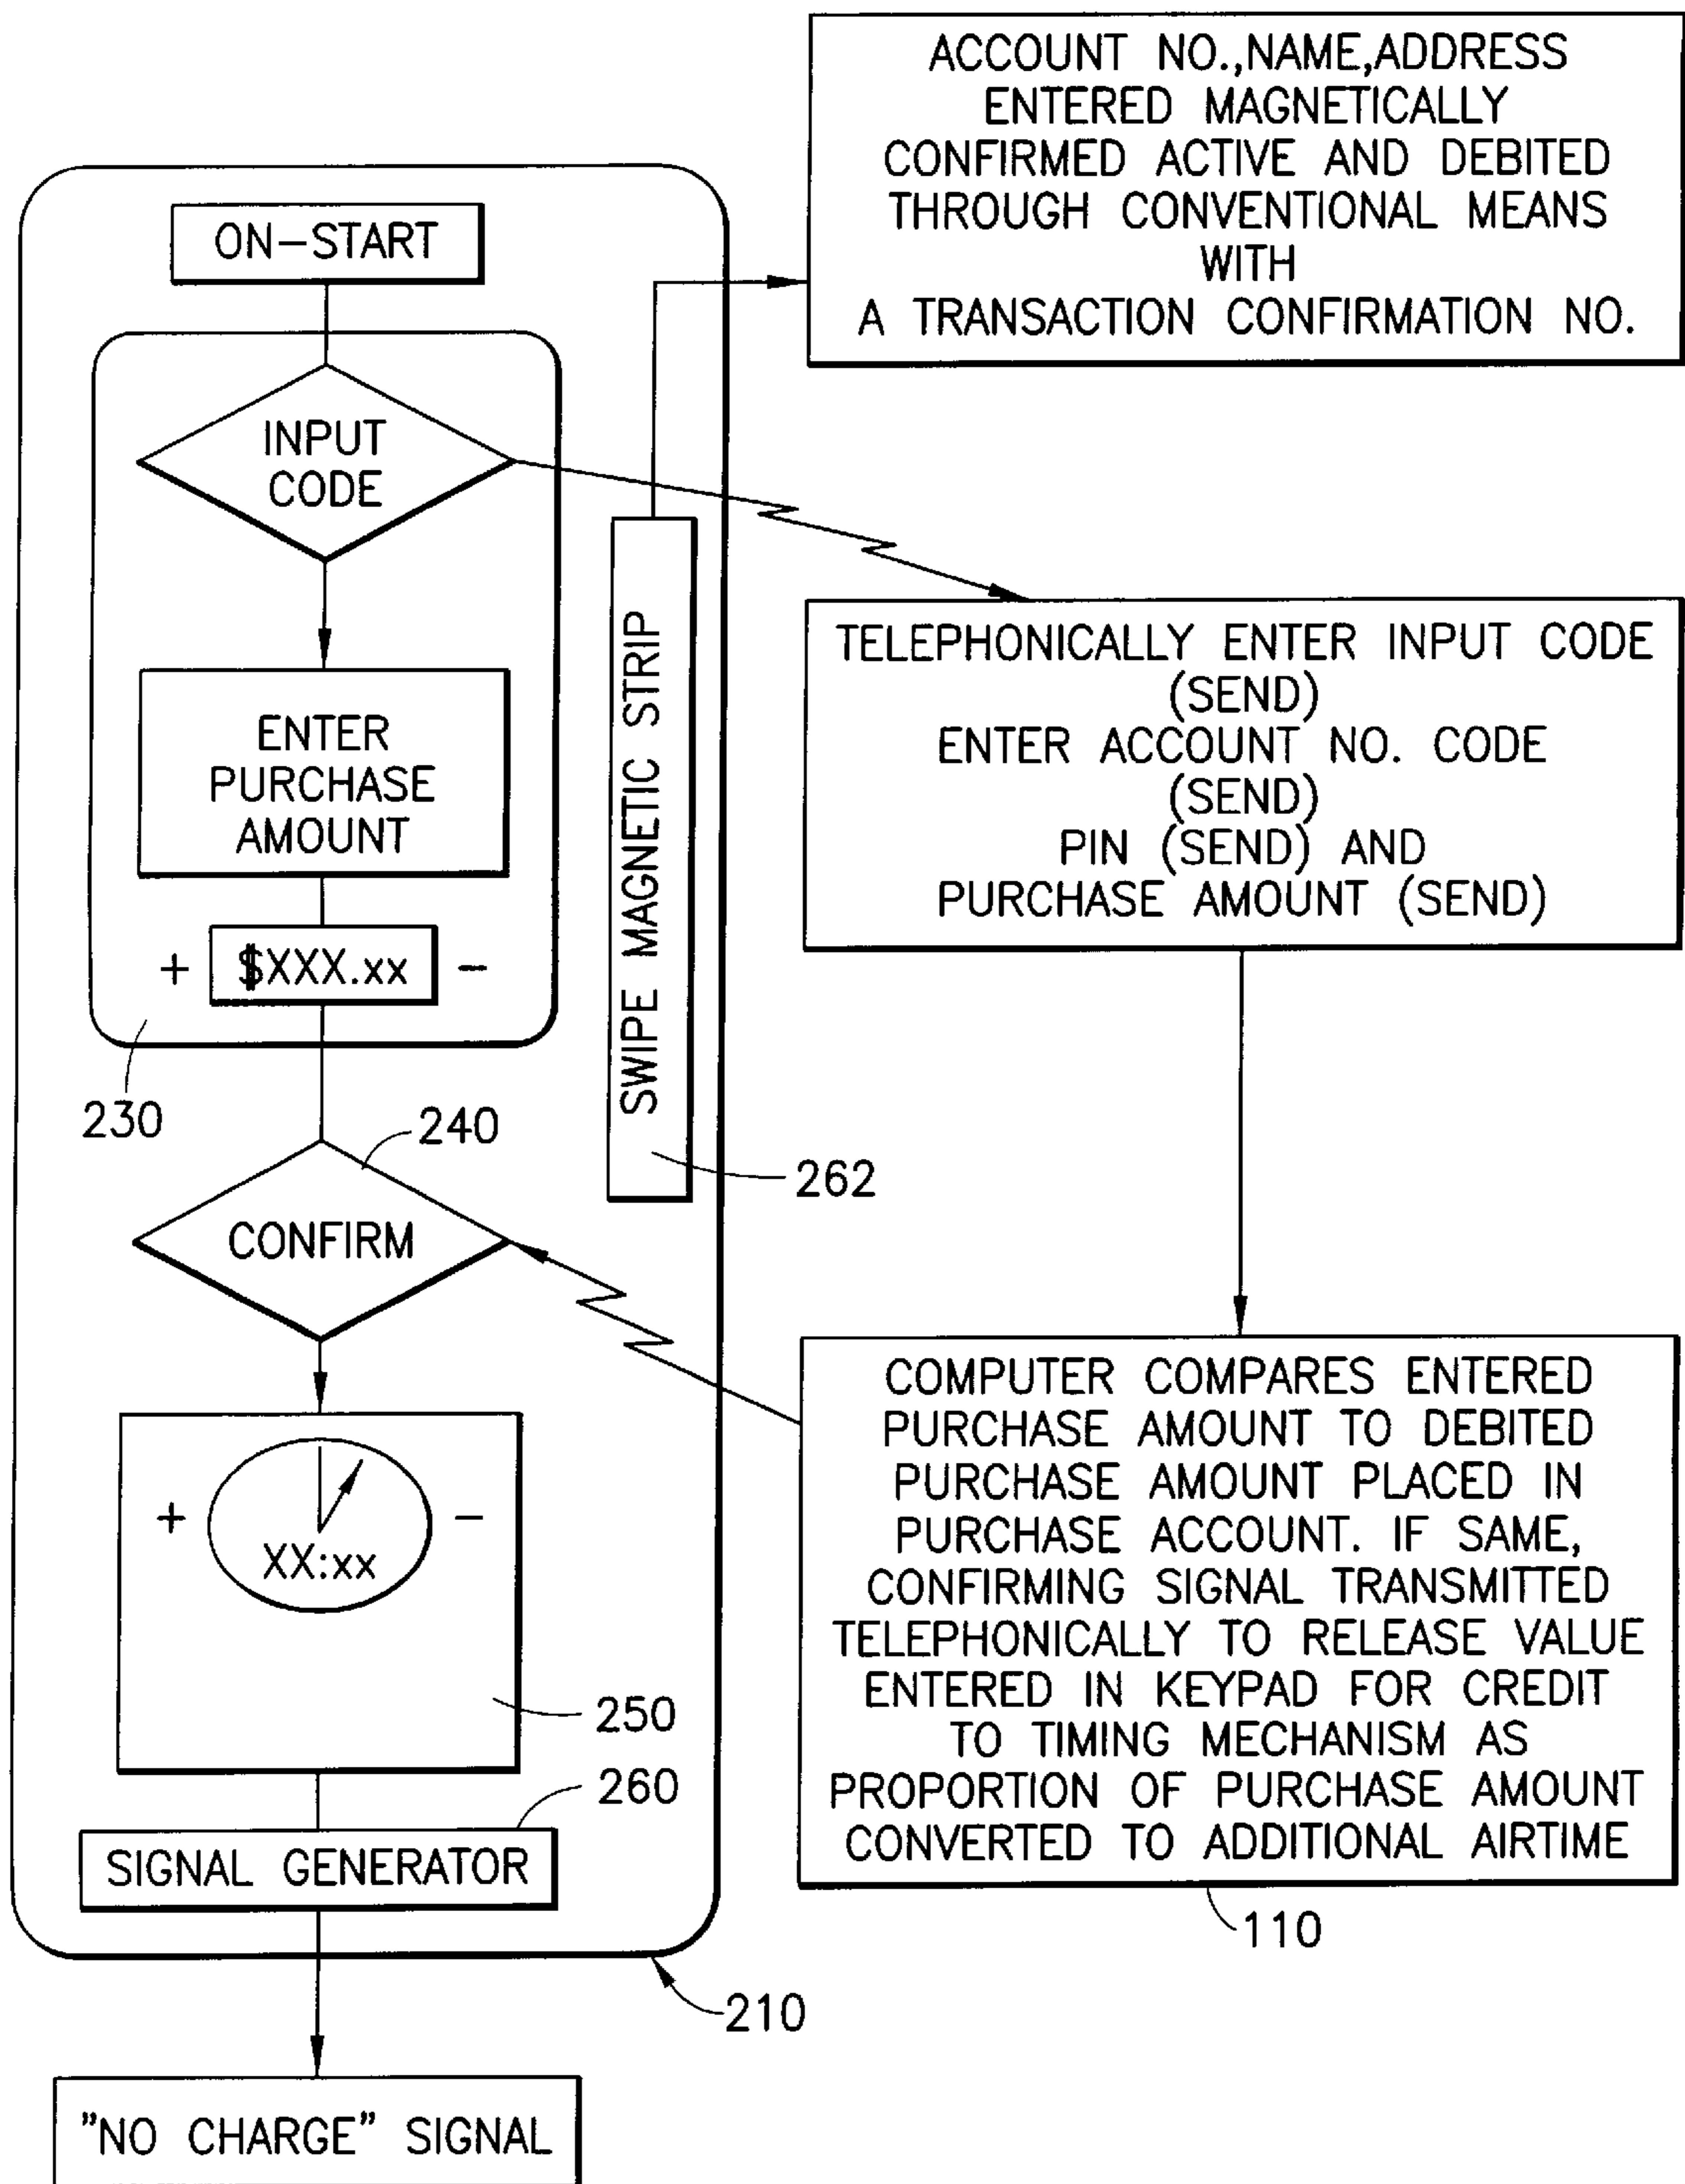 ACCOUNT NO.,NAME,ADDRESS
ENTERED MAGNETICALLY
CONFIRMED ACTIVE AND DEBITED
THROUGH CONVENTIONAL MEANS
WITH
A TRANSACTION CONFIRMATION NO.
ON-START
INPUT
CODE
ENTER
PURCHASE
AMOUNT
+ $XXX.xx -
230
SWIPE MAGNETIC STRIP
262
TELEPHONICALLY ENTER INPUT CODE
(SEND)
ENTER ACCOUNT NO. CODE
(SEND)
PIN (SEND) AND
PURCHASE AMOUNT (SEND)
240
CONFIRM
+ -
XX:xx
250
260
SIGNAL GENERATOR
COMPUTER COMPARES ENTERED
PURCHASE AMOUNT TO DEBITED
PURCHASE AMOUNT PLACED IN
PURCHASE ACCOUNT. IF SAME,
CONFIRMING SIGNAL TRANSMITTED
TELEPHONICALLY TO RELEASE VALUE
ENTERED IN KEYPAD FOR CREDIT
TO TIMING MECHANISM AS
PROPORTION OF PURCHASE AMOUNT
CONVERTED TO ADDITIONAL AIRTIME
110
210
"NO CHARGE" SIGNAL